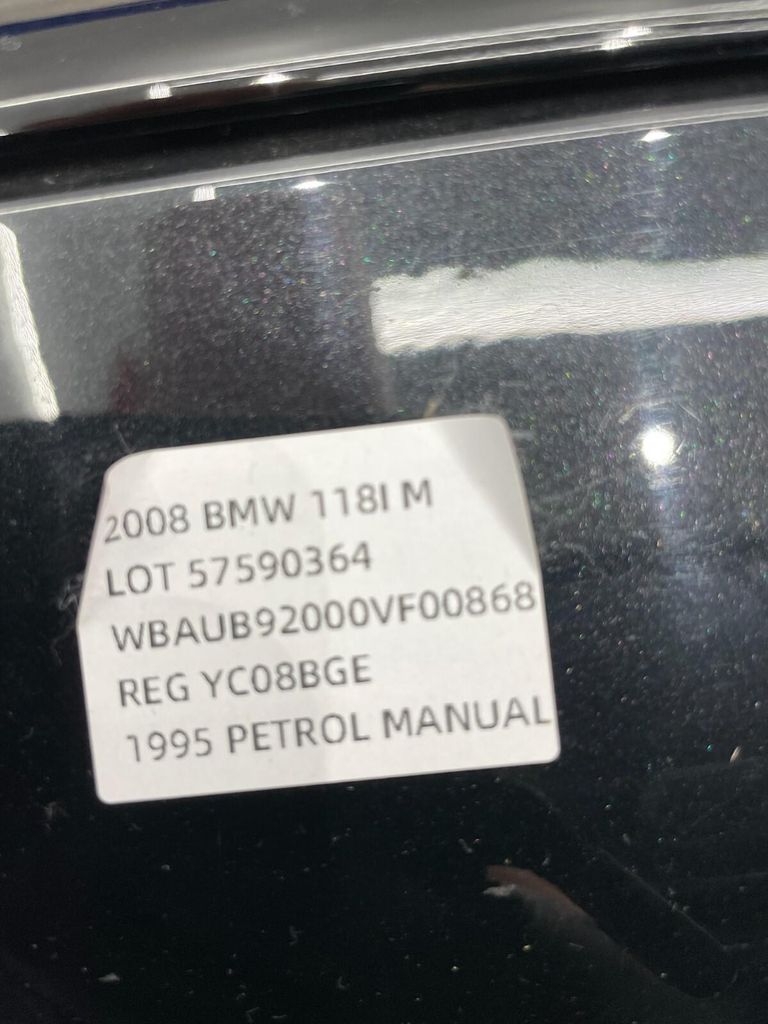 2008 BMW 118I M
LOT 57590364
WBAUB92000VF00868
REG YC08BGE
1995 PETROL MANUAL